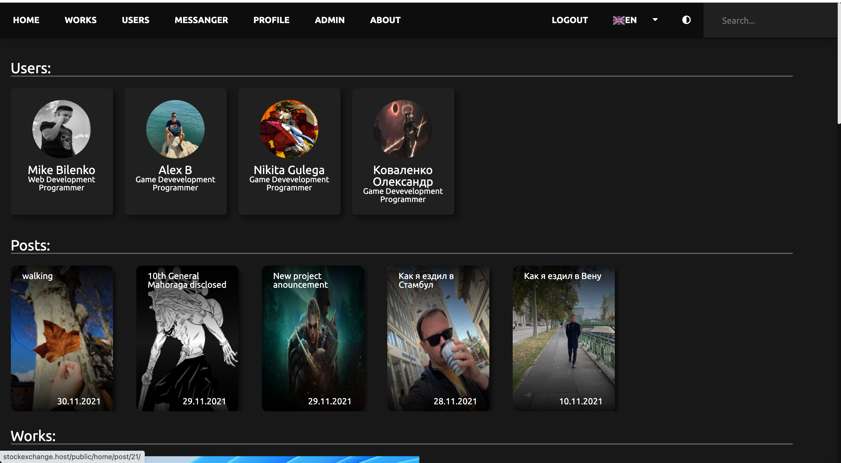 HOME WORKS USERS MESSANGER PROFILE ADMIN ABOUT LOGOUT EN Search...
Users:
Mike Bilenko
Web Devevelopment
Programmer
Alex B
Game Devevelopment
Programmer
Nikita Gulega
Game Devevelopment
Programmer
Коваленко
Олександр
Game Devevelopment
Programmer
Posts:
walking
30.11.2021
10th General
Mahoraga disclosed
29.11.2021
New project
anouncement
29.11.2021
Как я ездил в
Стамбул
28.11.2021
Как я ездил в Вену
10.11.2021
Works:
stockexchange.host/public/home/post/21/